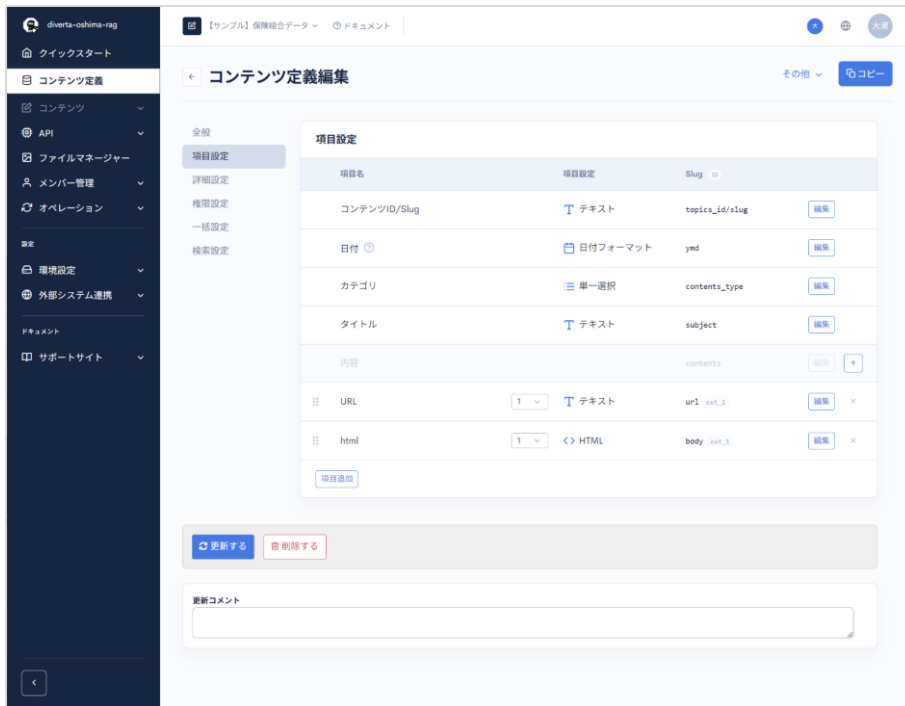 diverta-oshima-rag
クイックスタート
コンテンツ定義
コンテンツ
API
ファイルマネージャー
メンバー管理
オペレーション
設定
環境設定
外部システム連携
ドキュメント
サポートサイト
【サンプル】保険組合データ
ドキュメント
大
コンテンツ定義編集
その他
コピー
全般
項目設定
詳細設定
権限設定
一括設定
検索設定
項目設定
項目名 項目設定 Slug
コンテンツID/Slug テキスト topics_id/slug 編集
日付 日付フォーマット ymd 編集
カテゴリ 単一選択 contents_type 編集
タイトル テキスト subject 編集
内容 contents 編集 +
URL 1 テキスト url ext_2 編集 ×
html 1 <> HTML body ext_1 編集 ×
項目追加
更新する 削除する
更新コメント